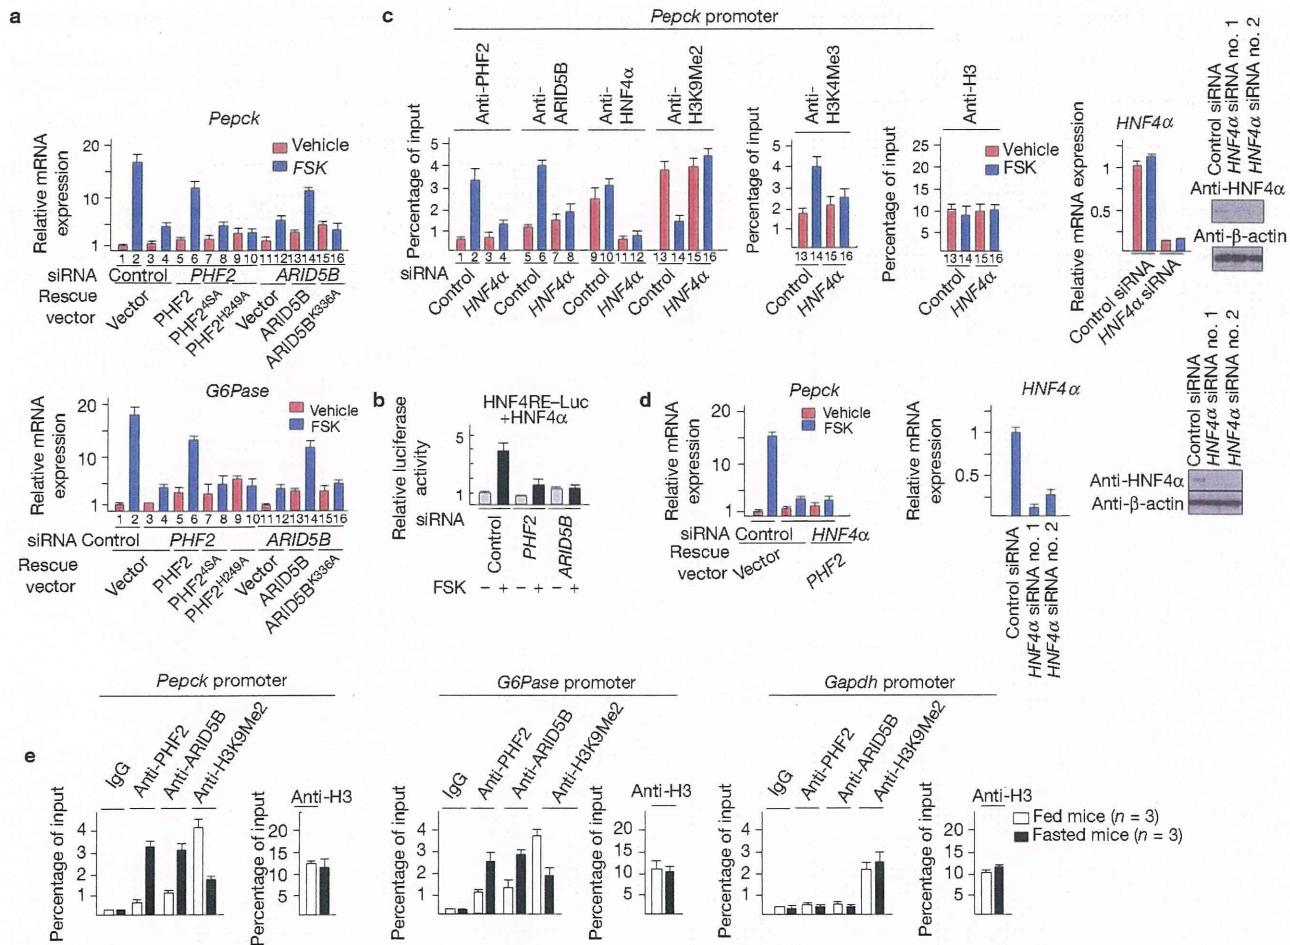 a
Pepck
Relative mRNA expression
20
10
1
Vehicle
FSK
1 2 3 4 5 6 7 8 9 10 11 12 13 14 15 16
siRNA Control PHF2 ARID5B
Rescue vector
Vector
PHF2
PHF24SA
PHF2H249A
Vector
ARID5B
ARID5BK336A
G6Pase
Relative mRNA expression
20
10
1
Vehicle
FSK
1 2 3 4 5 6 7 8 9 10 11 12 13 14 15 16
siRNA Control PHF2 ARID5B
Rescue vector
Vector
PHF2
PHF24SA
PHF2H249A
Vector
ARID5B
ARID5BK336A
b
HNF4RE–Luc
+HNF4α
Relative luciferase activity
5
1
siRNA
Control
PHF2
ARID5B
FSK – + – + – +
c
Pepck promoter
Anti-PHF2
Anti-ARID5B
Anti-HNF4α
Anti-H3K9Me2
Percentage of input
5
4
3
2
1
1 2 3 4 5 6 7 8 9 10 11 12 13 14 15 16
siRNA
Control
HNF4α
Control
HNF4α
Control
HNF4α
Control
HNF4α
Anti-H3K4Me3
Percentage of input
5
4
3
2
1
13 14 15 16
Control
HNF4α
Anti-H3
Percentage of input
25
20
15
10
5
Vehicle
FSK
13 14 15 16
Control
HNF4α
HNF4α
Relative mRNA expression
1
0.5
Control siRNA
HNF4α siRNA
Control siRNA
HNF4α siRNA no. 1
HNF4α siRNA no. 2
Anti-HNF4α
Anti-β-actin
d
Pepck
Relative mRNA expression
20
10
1
Vehicle
FSK
siRNA Control HNF4α
Rescue vector
Vector
PHF2
HNF4α
Relative mRNA expression
1
0.5
Control siRNA
HNF4α siRNA no. 1
HNF4α siRNA no. 2
Control siRNA
HNF4α siRNA no. 1
HNF4α siRNA no. 2
Anti-HNF4α
Anti-β-actin
e
Pepck promoter
IgG
Anti-PHF2
Anti-ARID5B
Anti-H3K9Me2
Percentage of input
4
3
2
1
Anti-H3
Percentage of input
20
15
10
5
G6Pase promoter
IgG
Anti-PHF2
Anti-ARID5B
Anti-H3K9Me2
Percentage of input
4
3
2
1
Anti-H3
Percentage of input
20
15
10
5
Gapdh promoter
IgG
Anti-PHF2
Anti-ARID5B
Anti-H3K9Me2
Percentage of input
4
3
2
1
Anti-H3
Percentage of input
20
15
10
5
Fed mice (n = 3)
Fasted mice (n = 3)